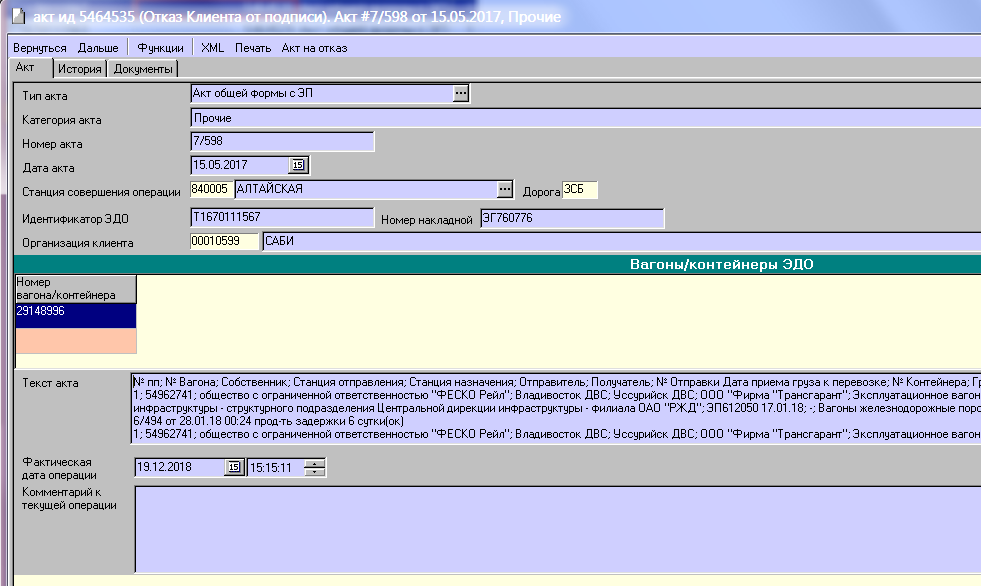 акт ид 5464535 (Отказ Клиента от подписи). Акт #7/598 от 15.05.2017, Прочие
Вернуться Дальше Функции XML Печать Акт на отказ
Акт История Документы
Тип акта Акт общей формы с ЭП ...
Категория акта Прочие
Номер акта 7/598
Дата акта 15.05.2017 15
Станция совершения операции 840005 АЛТАЙСКАЯ ... Дорога ЗСБ
Идентификатор ЭДО Т1670111567 Номер накладной ЭГ760776
Организация клиента 00010599 САБИ
Вагоны/контейнеры ЭДО
Номер
вагона/контейнера
29148996
Текст акта № пп; № Вагона; Собственник; Станция отправления; Станция назначения; Отправитель; Получатель; № Отправки Дата приема груза к перевозке; № Контейнера; Гр
1; 54962741; общество с ограниченной ответственностью "ФЕСКО Рейл"; Владивосток ДВС; Уссурийск ДВС; ООО "Фирма "Трансгарант"; Эксплуатационное вагон
инфраструктуры - структурного подразделения Центральной дирекции инфраструктуры - филиала ОАО "РЖД"; ЭП612050 17.01.18; -; Вагоны железнодорожные поро
6/494 от 28.01.18 00:24 прод-ть задержки 6 сутки(ок)
1; 54962741; общество с ограниченной ответственностью "ФЕСКО Рейл"; Владивосток ДВС; Уссурийск ДВС; ООО "Фирма "Трансгарант"; Эксплуатационное вагон
Фактическая
дата операции 19.12.2018 15 15:15:11
Комментарий к
текущей операции